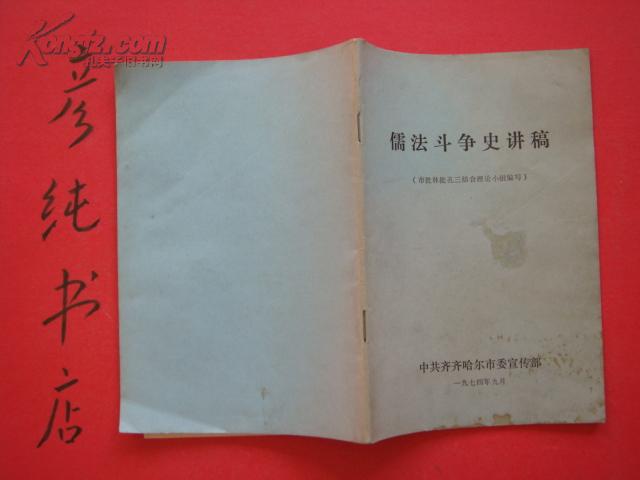 Kongfz.com
孔夫子旧书网
彦纯书店
儒法斗争史讲稿
（市批林批孔三结合理论小组编写）
中共齐齐哈尔市委宣传部
一九七四年九月